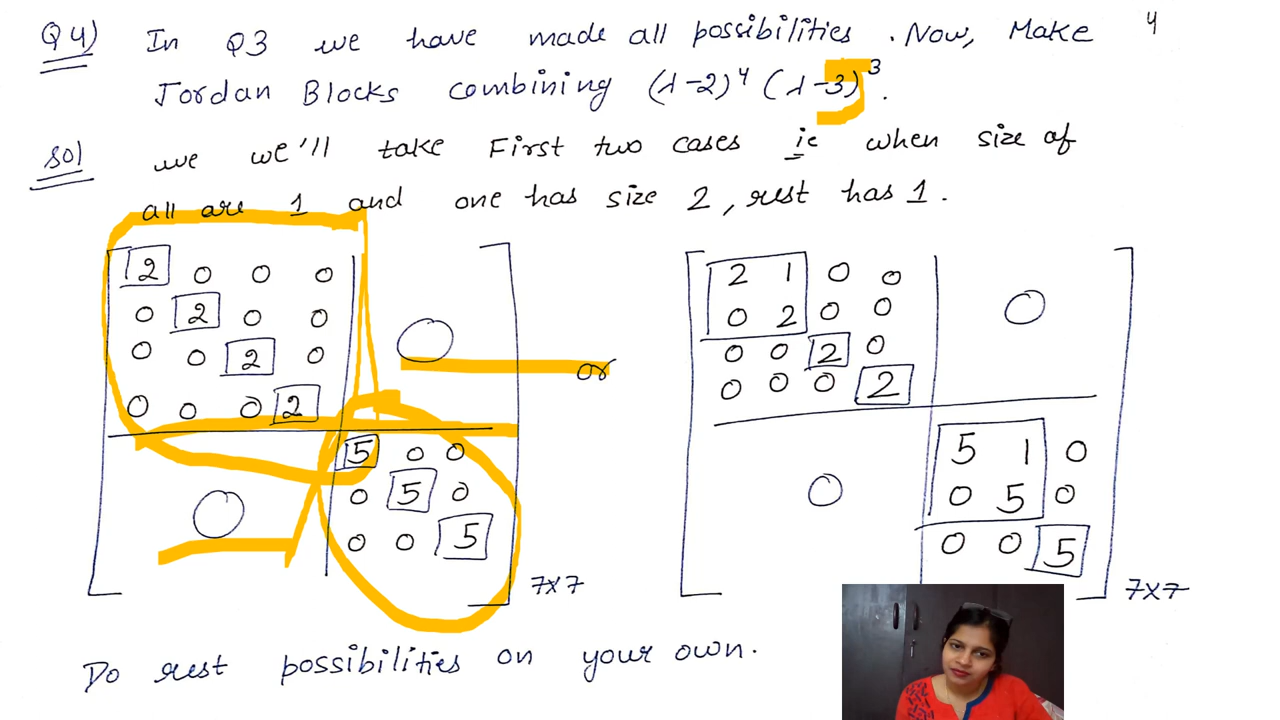 Q4) In Q3 we have made all possibilities. Now, Make 4
Jordan Blocks combining (λ-2)⁴ (λ-3)³.
Sol we we'll take First two cases ie when size of
all are 1 and one has size 2, rest has 1.
2 0 0 0
0 2 0 0 0
0 0 2 0
0 0 0 2
0 5 0 0
0 5 0
0 0 5
7×7
or
2 1 0 0
0 2 0 0 0
0 0 2 0
0 0 0 2
0 5 1 0
0 5 0
0 0 5
7×7
Do rest possibilities on your own.